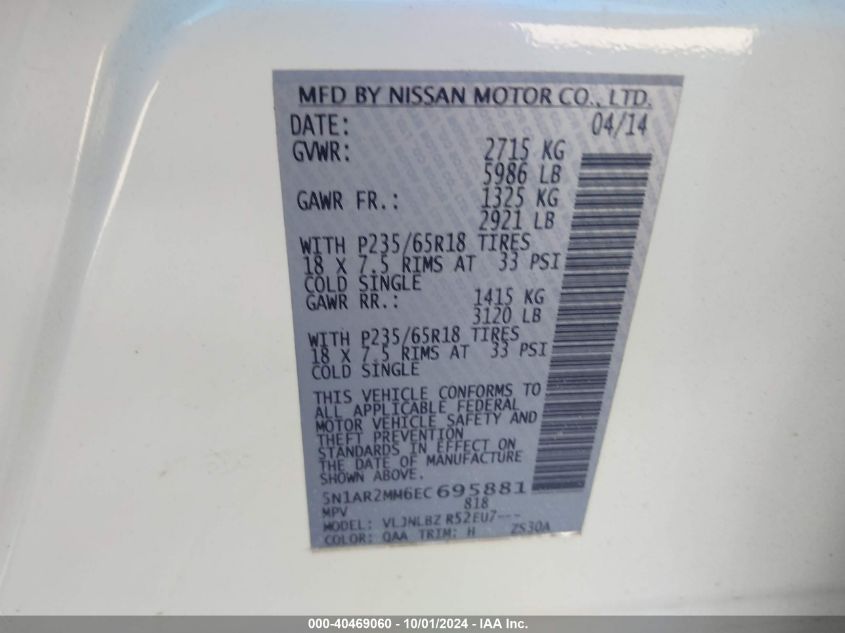 MFD BY NISSAN MOTOR CO., LTD.
DATE: 04/14
GVWR: 2715 KG
5986 LB
GAWR FR.: 1325 KG
2921 LB
WITH P235/65R18 TIRES
18 X 7.5 RIMS AT 33 PSI
COLD SINGLE
GAWR RR.: 1415 KG
3120 LB
WITH P235/65R18 TIRES
18 X 7.5 RIMS AT 33 PSI
COLD SINGLE
THIS VEHICLE CONFORMS TO
ALL APPLICABLE FEDERAL
MOTOR VEHICLE SAFETY AND
THEFT PREVENTION
STANDARDS IN EFFECT ON
THE DATE OF MANUFACTURE
SHOWN ABOVE.
5N1AR2MM6EC695881
MPV 818
MODEL: VLJNLBZ R52EU7---
COLOR: QAA TRIM: H ZS30A
000-40469060 - 10/01/2024 - IAA Inc.